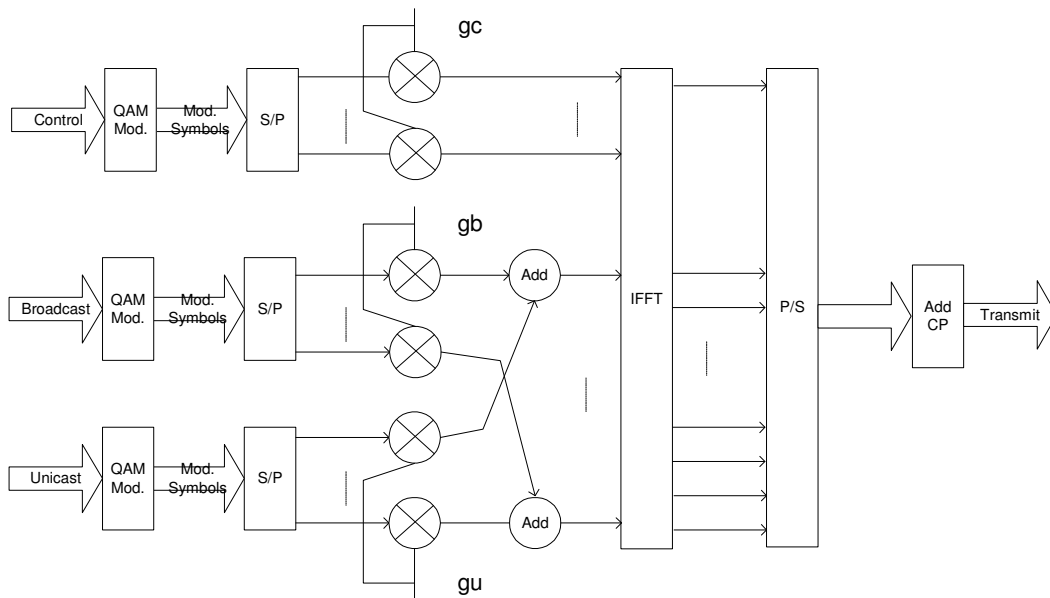 gc
Control
QAM
Mod.
Mod.
Symbols
S/P
gb
Broadcast
QAM
Mod.
Mod.
Symbols
S/P
Add
IFFT
P/S
Add
CP
Transmit
Unicast
QAM
Mod.
Mod.
Symbols
S/P
Add
gu